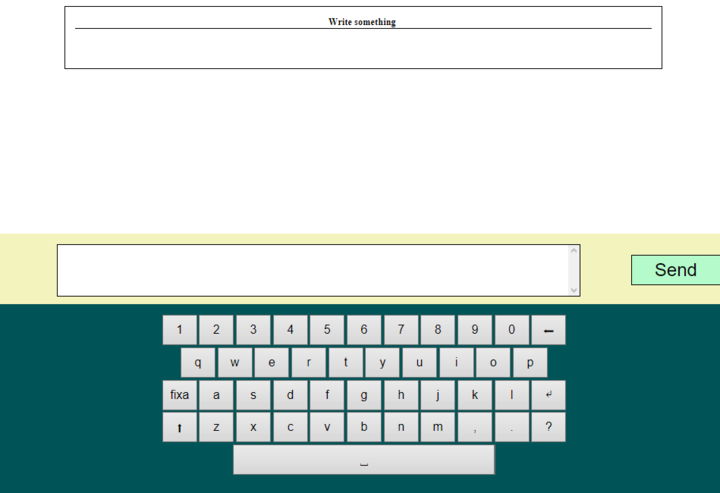 Write something
Send
1 2 3 4 5 6 7 8 9 0 ←
q w e r t y u i o p
fixa a s d f g h j k l ↵
↑ z x c v b n m , . ?
⎵